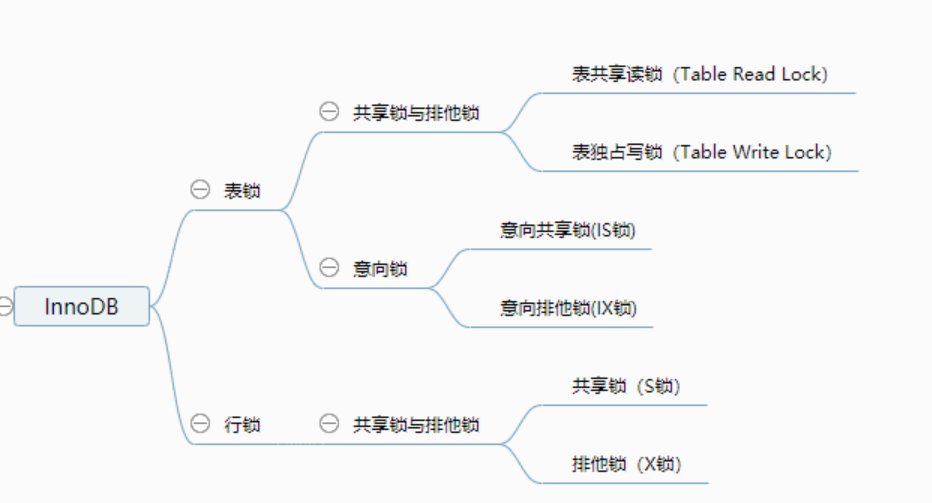 InnoDB
表锁
共享锁与排他锁
表共享读锁（Table Read Lock）
表独占写锁（Table Write Lock）
意向锁
意向共享锁(IS锁)
意向排他锁(IX锁)
行锁
共享锁与排他锁
共享锁（S锁）
排他锁（X锁）